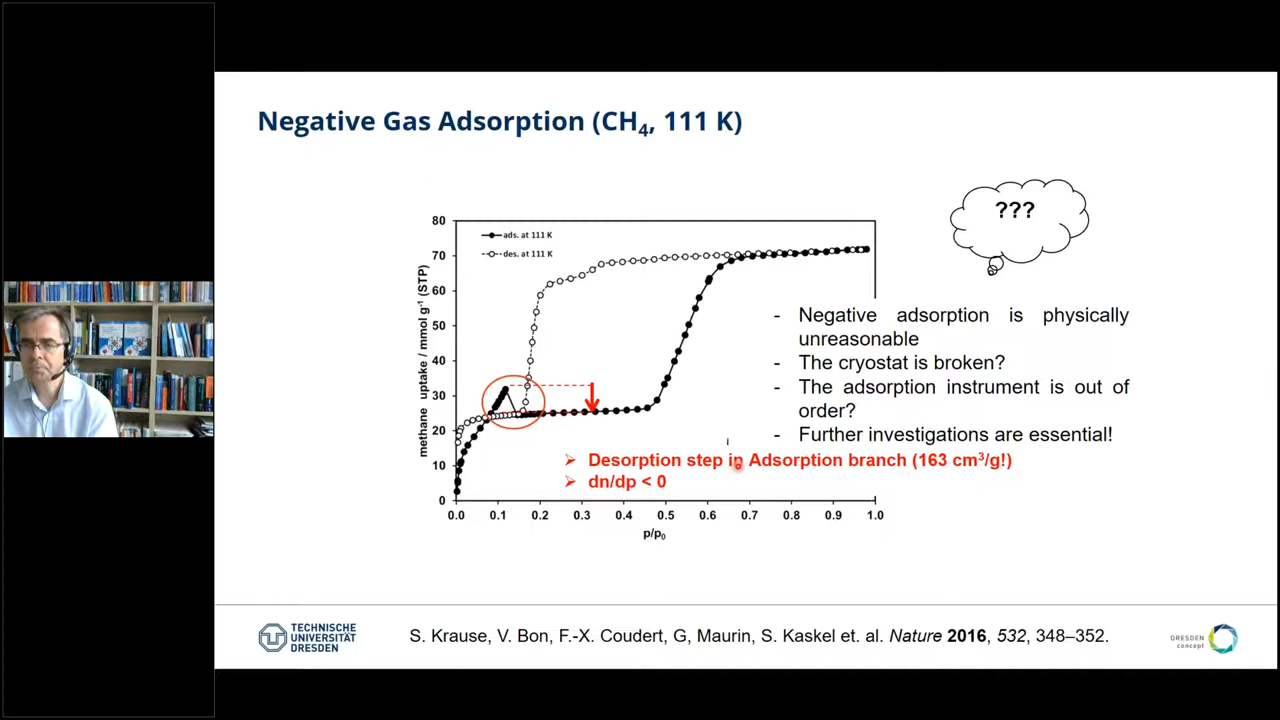 Negative Gas Adsorption (CH₄, 111 K)
???
80
70
60
50
40
30
20
10
0
methane uptake / mmol g⁻¹ (STP)
ads. at 111 K
des. at 111 K
- Negative adsorption is physically
unreasonable
- The cryostat is broken?
- The adsorption instrument is out of
order?
- Further investigations are essential!
➢ Desorption step in Adsorption branch (163 cm³/g!)
➢ dn/dp < 0
0.0 0.1 0.2 0.3 0.4 0.5 0.6 0.7 0.8 0.9 1.0
p/p₀
TECHNISCHE
UNIVERSITÄT
DRESDEN
S. Krause, V. Bon, F.-X. Coudert, G, Maurin, S. Kaskel et. al. Nature 2016, 532, 348–352.
DRESDEN
concept